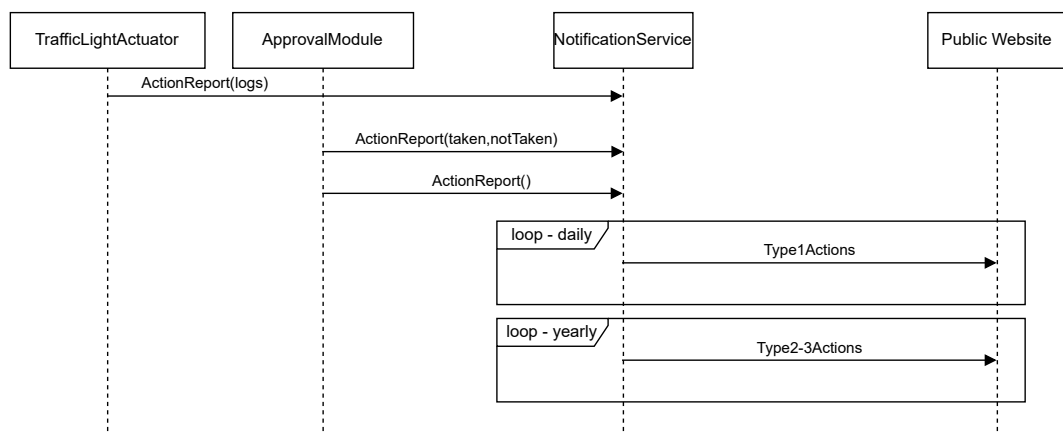 TrafficLightActuator
ApprovalModule
NotificationService
Public Website
ActionReport(logs)
ActionReport(taken,notTaken)
ActionReport()
loop - daily
Type1Actions
loop - yearly
Type2-3Actions